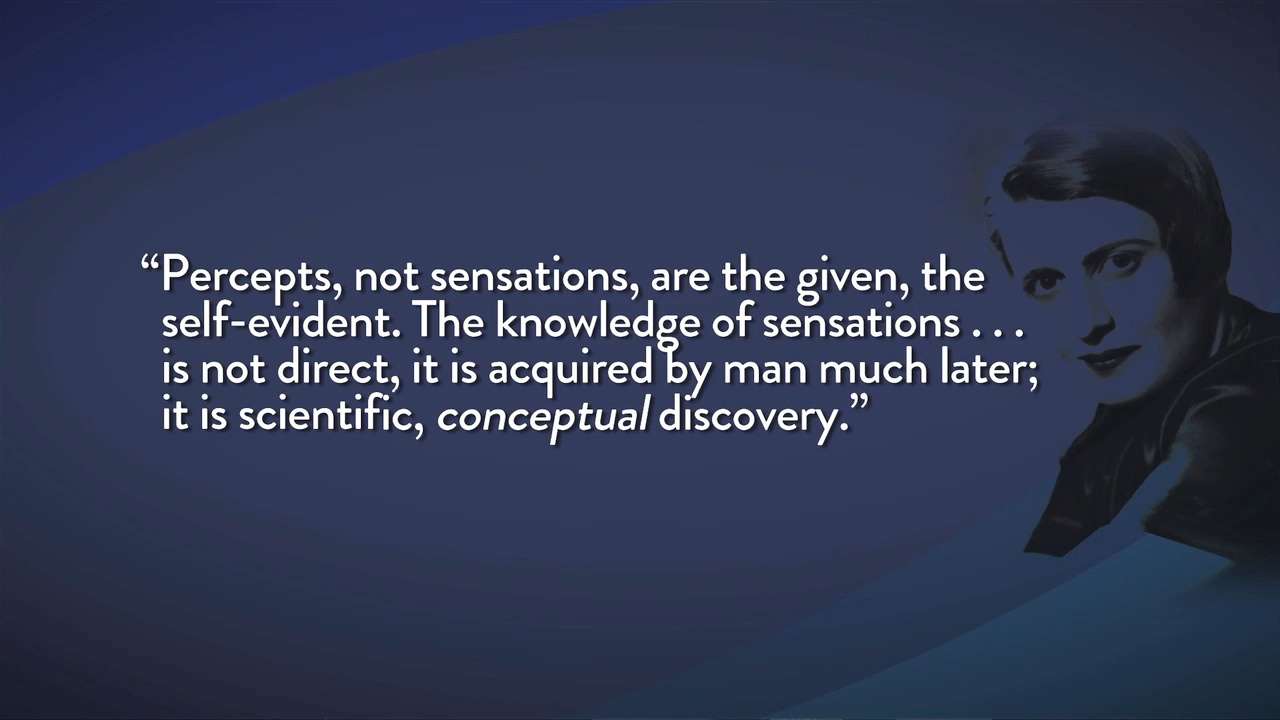 “Percepts, not sensations, are the given, the
self-evident. The knowledge of sensations . . .
is not direct, it is acquired by man much later;
it is scientific, conceptual discovery.”